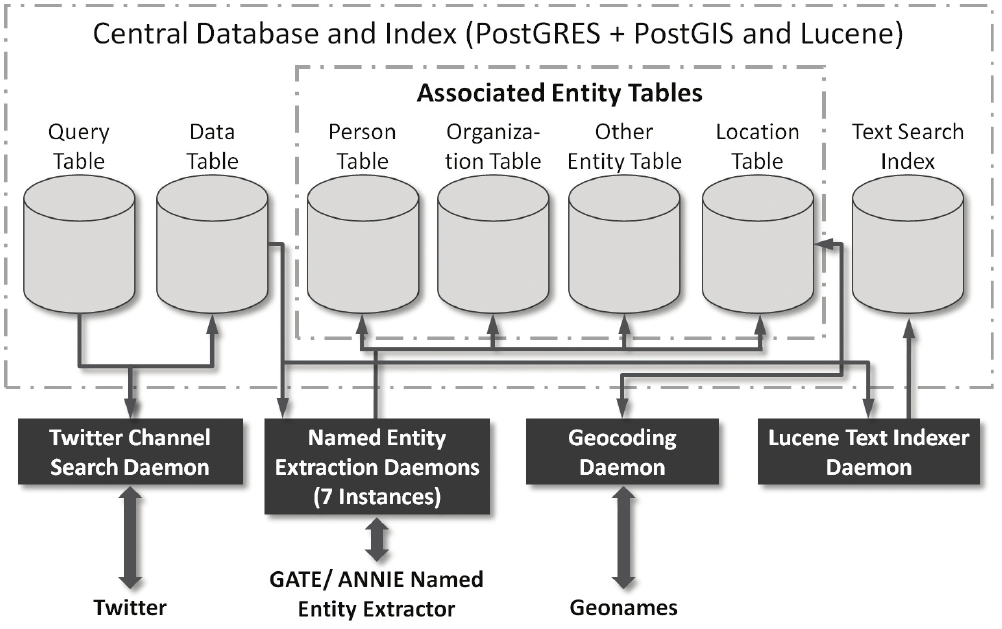 Central Database and Index (PostGRES + PostGIS and Lucene)
Associated Entity Tables
Query
Table
Data
Table
Person
Table
Organiza-
tion Table
Other
Entity Table
Location
Table
Text Search
Index
Twitter Channel
Search Daemon
Named Entity
Extraction Daemons
(7 Instances)
Geocoding
Daemon
Lucene Text Indexer
Daemon
Twitter
GATE/ ANNIE Named
Entity Extractor
Geonames